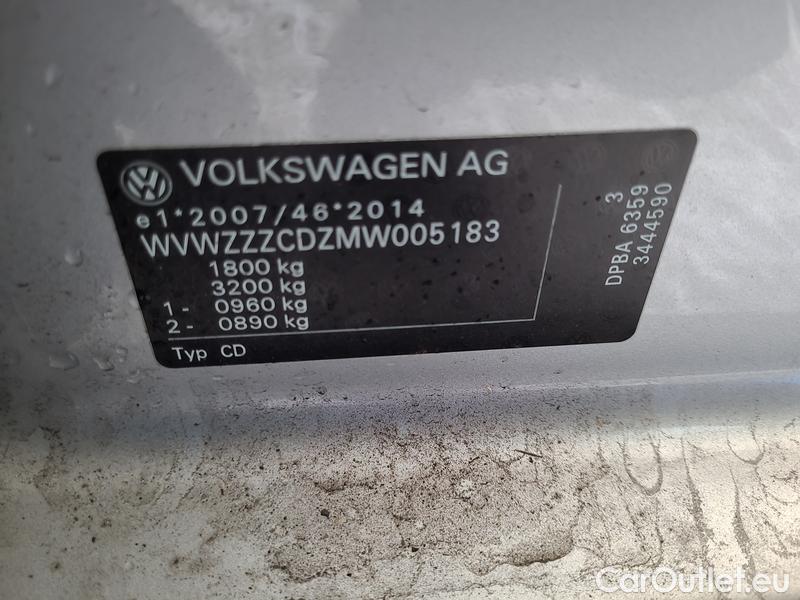 VOLKSWAGEN AG
e1*2007/46*2014
WVWZZZCDZMW005183
1800 kg
3200 kg
1 - 0960 kg
2 - 0890 kg
Typ CD
DPBA 6359
3
3444590
CarOutlet.eu